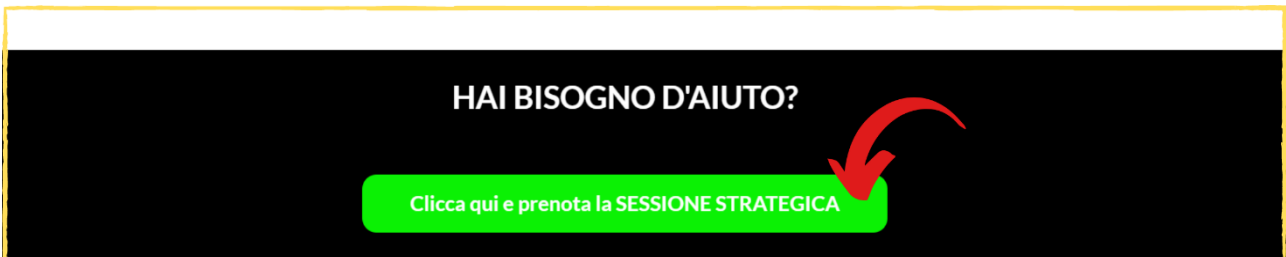 HAI BISOGNO D'AIUTO?
Clicca qui e prenota la SESSIONE STRATEGICA